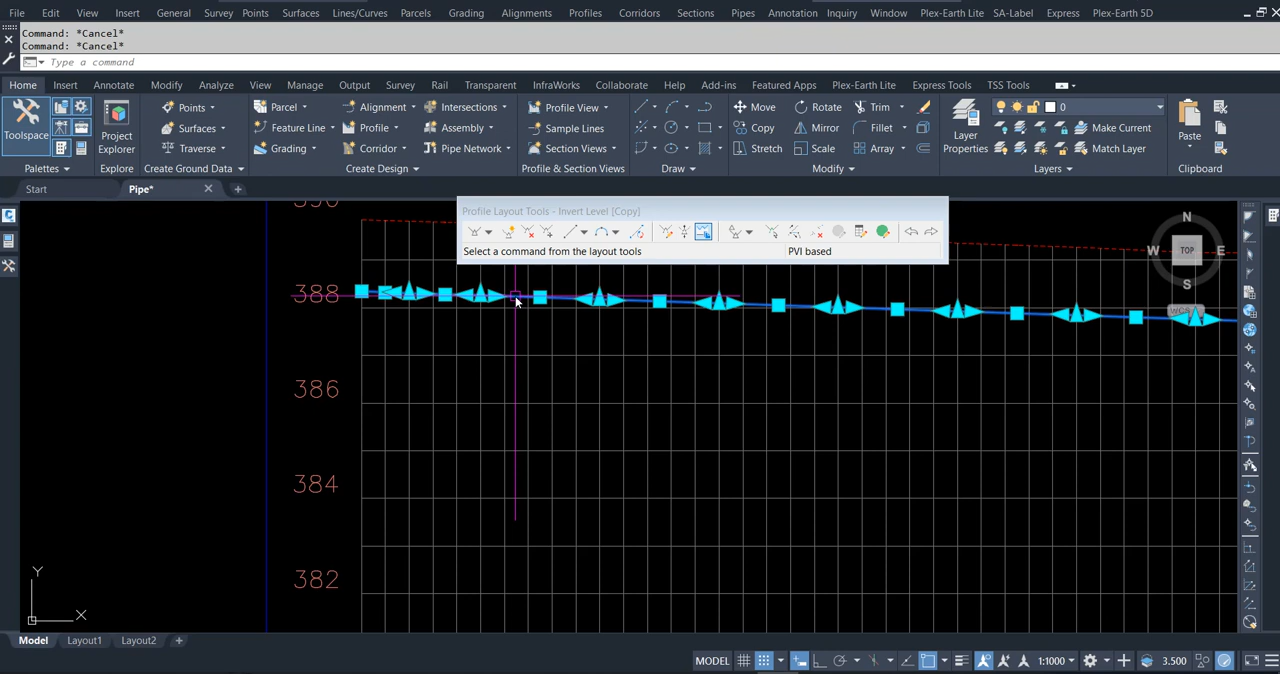 File Edit View Insert General Survey Points Surfaces Lines/Curves Parcels Grading Alignments Profiles Corridors Sections Pipes Annotation Inquiry Window Plex-Earth Lite SA-Label Express Plex-Earth 5D
Command: *Cancel*
Command: *Cancel*
Type a command
Home Insert Annotate Modify Analyze View Manage Output Survey Rail Transparent InfraWorks Collaborate Help Add-ins Featured Apps Plex-Earth Lite Express Tools TSS Tools
Points Parcel Alignment Intersections Profile View Move Rotate Trim 0
Toolspace Project Explorer Surfaces Feature Line Profile Assembly Sample Lines Copy Mirror Fillet Layer Properties Make Current Paste
Traverse Grading Corridor Pipe Network Section Views Stretch Scale Array Match Layer
Palettes Explore Create Ground Data Create Design Profile & Section Views Draw Modify Layers Clipboard
Start Pipe* +
Profile Layout Tools - Invert Level [Copy]
Select a command from the layout tools PVI based
N
W TOP E
S
388
386
384
382
Y
X
Model Layout1 Layout2 +
MODEL 1:1000 3.500